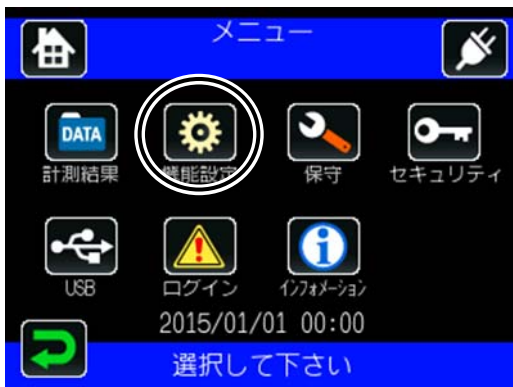 メニュー
DATA
計測結果
機能設定
保守
セキュリティ
USB
ログイン
インフォメーション
2015/01/01 00:00
選択して下さい